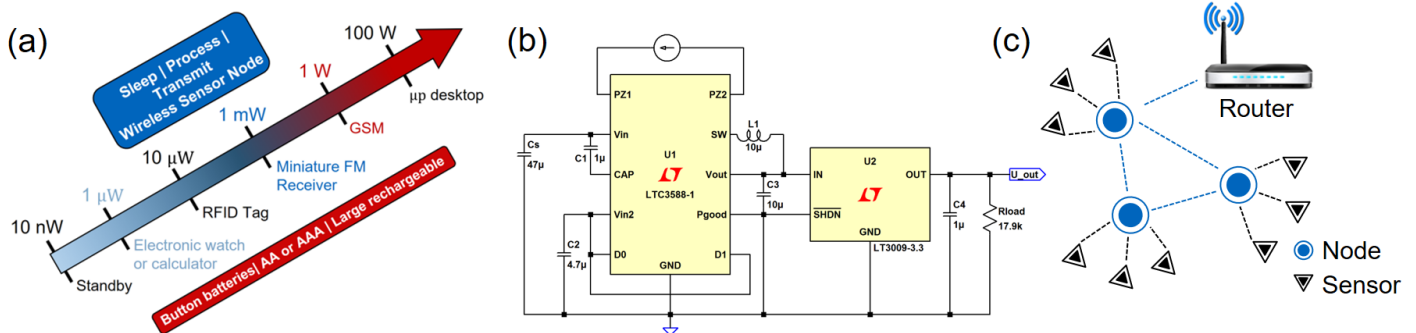 (a)
Sleep | Process |
Transmit
Wireless Sensor Node
10 nW
1 µW
10 µW
1 mW
1 W
100 W
Standby
Electronic watch
or calculator
RFID Tag
Miniature FM
Receiver
GSM
µp desktop
Button batteries| AA or AAA | Large rechargeable
(b)
PZ1
PZ2
Vin
SW
L1
10µ
Cs
47µ
C1
1µ
U1
CAP
LTC3588-1
Vout
C3
10µ
Vin2
Pgood
C2
4.7µ
D0
D1
GND
U2
IN
OUT
SHDN
GND
LT3009-3.3
U_out
C4
1µ
Rload
17.9k
(c)
Router
Node
Sensor